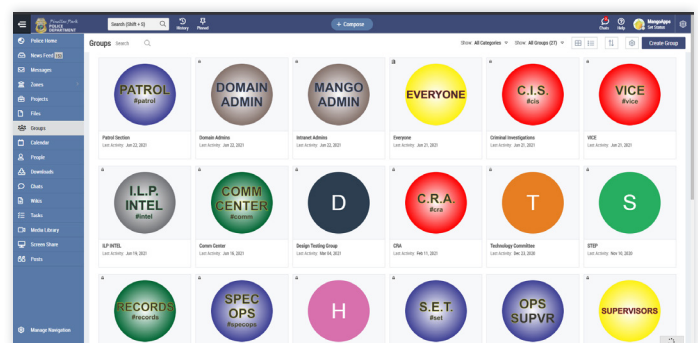 Pinellas Park
POLICE
DEPARTMENT
Search (Shift + S)
History
Pinned
+ Compose
Chats
Help
MangoApps
Set Status
Police Home
News Feed
Messages
Zones
Projects
Files
Groups
Calendar
People
Downloads
Chats
Wikis
Tasks
Media Library
Screen Share
Posts
Manage Navigation
Groups Search
Show: All Categories Show: All Groups (27)
Create Group
PATROL
#patrol
DOMAIN
ADMIN
MANGO
ADMIN
EVERYONE
C.I.S.
#cis
VICE
#vice
Patrol Section
Last Activity: Jun 22, 2021
Domain Admins
Last Activity: Jun 22, 2021
Intranet Admins
Last Activity: Jun 22, 2021
Everyone
Last Activity: Jun 21, 2021
Criminal Investigations
Last Activity: Jun 21, 2021
VICE
Last Activity: Jun 21, 2021
I.L.P.
INTEL
#intel
COMM
CENTER
#comm
D
C.R.A.
#cra
T
S
ILP INTEL
Last Activity: Jun 19, 2021
Comm Center
Last Activity: Jun 18, 2021
Design Testing Group
Last Activity: Mar 04, 2021
CRA
Last Activity: Feb 11, 2021
Technology Committee
Last Activity: Dec 23, 2020
STEP
Last Activity: Nov 10, 2020
RECORDS
#records
SPEC
OPS
#specops
H
S.E.T.
#set
OPS
SUPVR
SUPERVISORS